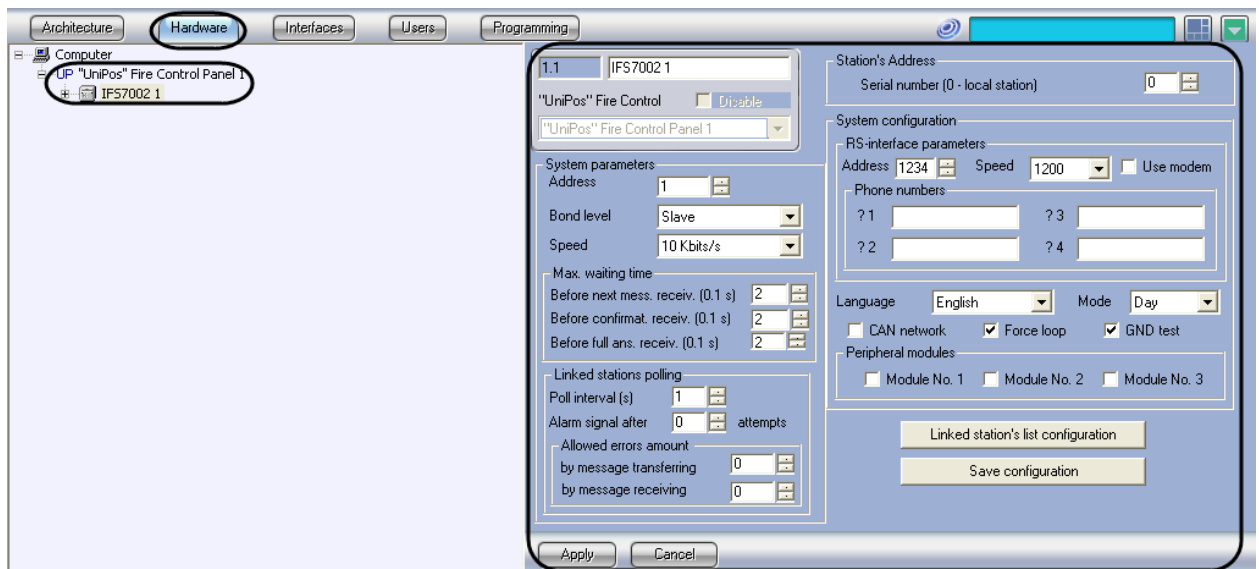 Architecture Hardware Interfaces Users Programming
Computer
UP "UniPos" Fire Control Panel 1
IFS7002 1
1.1 IFS7002 1
"UniPos" Fire Control Disable
"UniPos" Fire Control Panel 1
System parameters
Address 1
Bond level Slave
Speed 10 Kbits/s
Max. waiting time
Before next mess. receiv. (0.1 s) 2
Before confirmat. receiv. (0.1 s) 2
Before full ans. receiv. (0.1 s) 2
Linked stations polling
Poll interval (s) 1
Alarm signal after 0 attempts
Allowed errors amount
by message transferring 0
by message receiving 0
Station's Address
Serial number (0 - local station) 0
System configuration
RS-interface parameters
Address 1234 Speed 1200 Use modem
Phone numbers
? 1 ? 3
? 2 ? 4
Language English Mode Day
CAN network Force loop GND test
Peripheral modules
Module No. 1 Module No. 2 Module No. 3
Linked station's list configuration
Save configuration
Apply Cancel